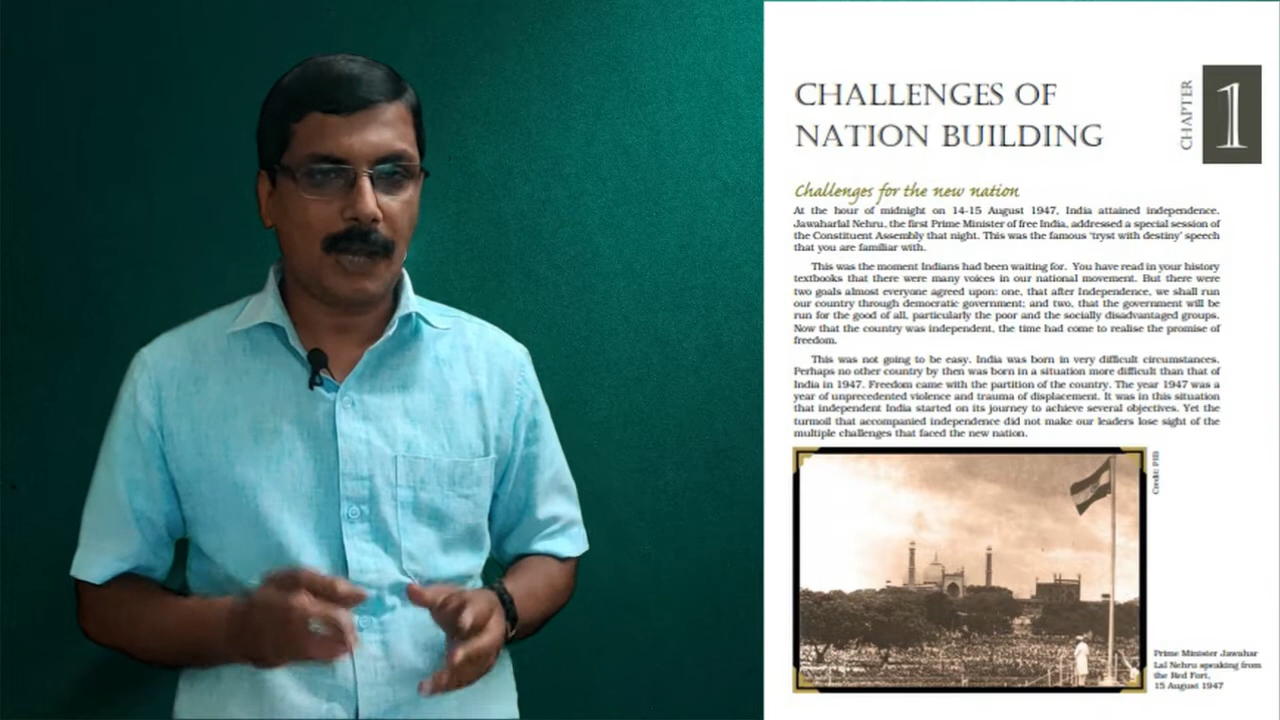 CHALLENGES OF
NATION BUILDING
CHAPTER
1
Challenges for the new nation
At the hour of midnight on 14-15 August 1947, India attained independence.
Jawaharlal Nehru, the first Prime Minister of free India, addressed a special session of
the Constituent Assembly that night. This was the famous 'tryst with destiny' speech
that you are familiar with.
This was the moment Indians had been waiting for. You have read in your history
textbooks that there were many voices in our national movement. But there were
two goals almost everyone agreed upon: one, that after Independence, we shall run
our country through democratic government; and two, that the government will be
run for the good of all, particularly the poor and the socially disadvantaged groups.
Now that the country was independent, the time had come to realise the promise of
freedom.
This was not going to be easy. India was born in very difficult circumstances.
Perhaps no other country by then was born in a situation more difficult than that of
India in 1947. Freedom came with the partition of the country. The year 1947 was a
year of unprecedented violence and trauma of displacement. It was in this situation
that independent India started on its journey to achieve several objectives. Yet the
turmoil that accompanied independence did not make our leaders lose sight of the
multiple challenges that faced the new nation.
Credit: PIB
Prime Minister Jawahar
Lal Nehru speaking from
the Red Fort,
15 August 1947